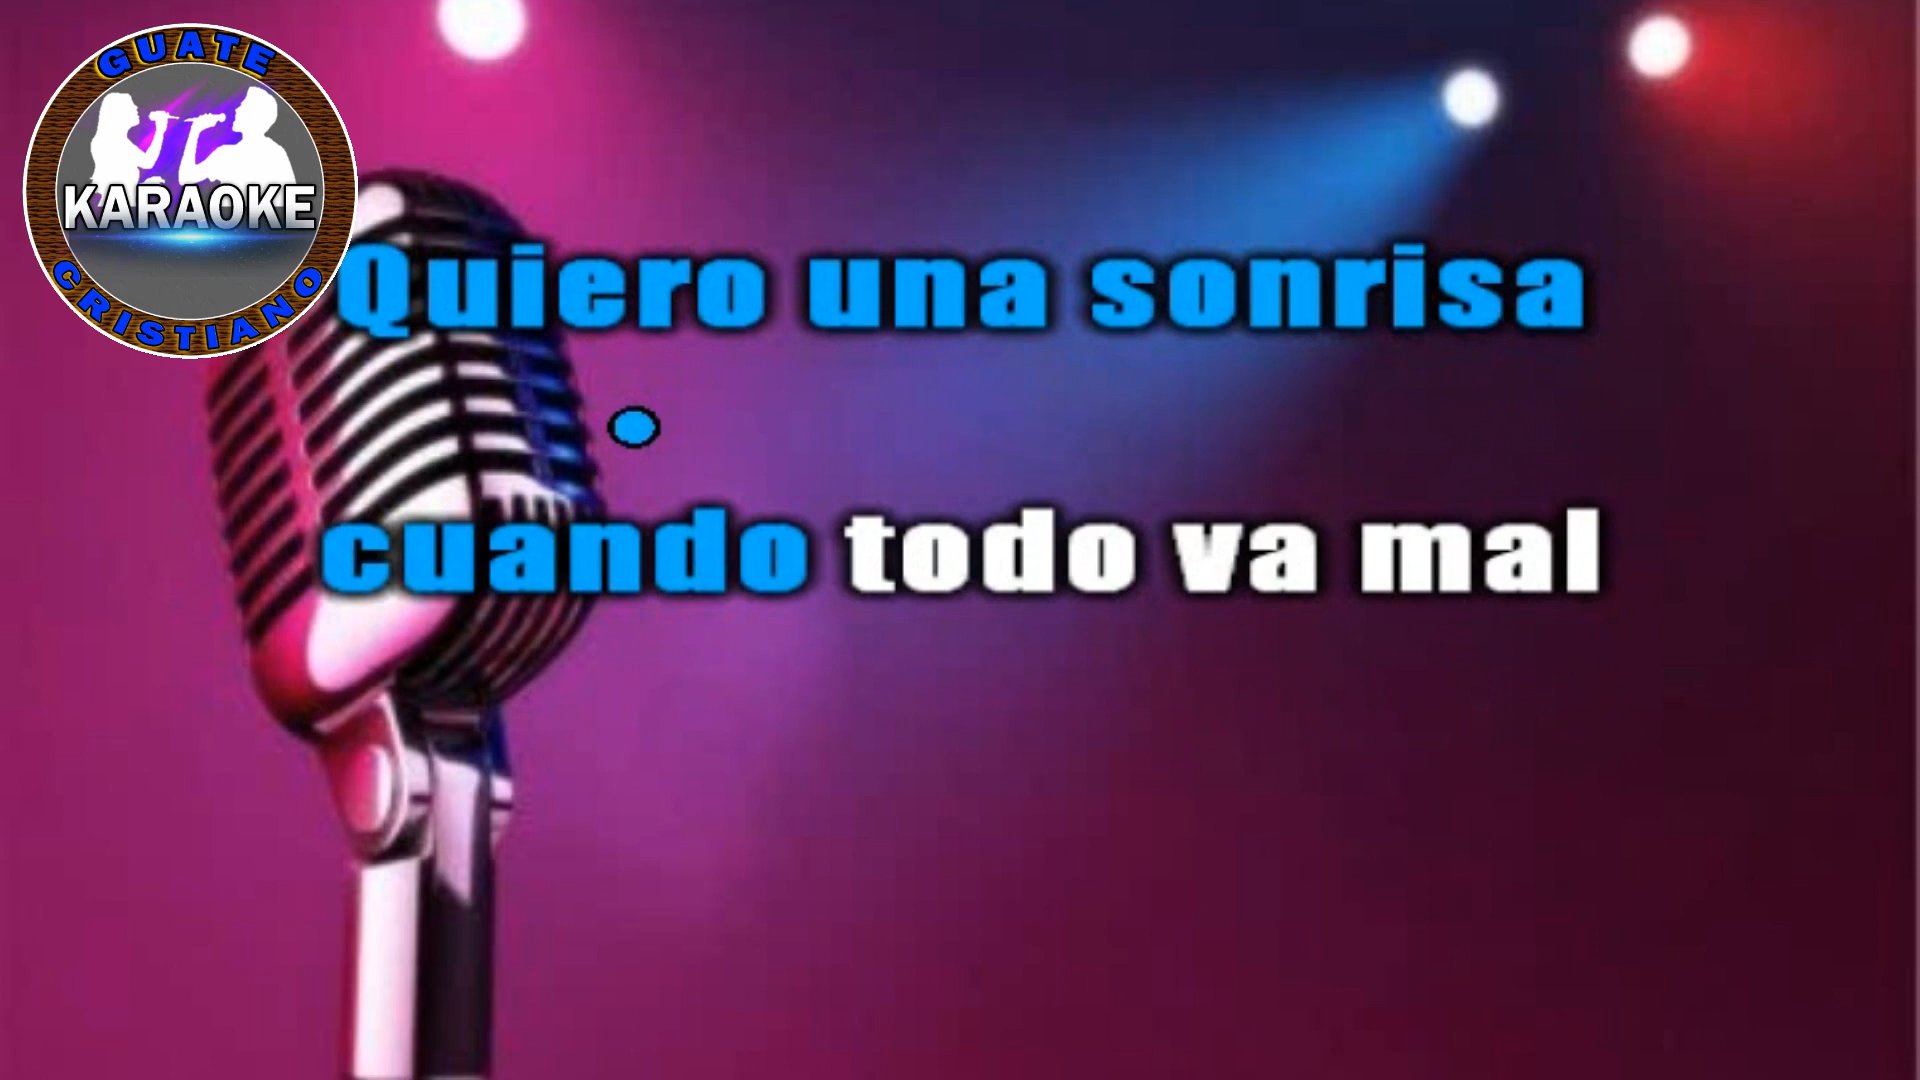 GUATE
KARAOKE
CRISTIANO
Quiero una sonrisa
cuando todo va mal